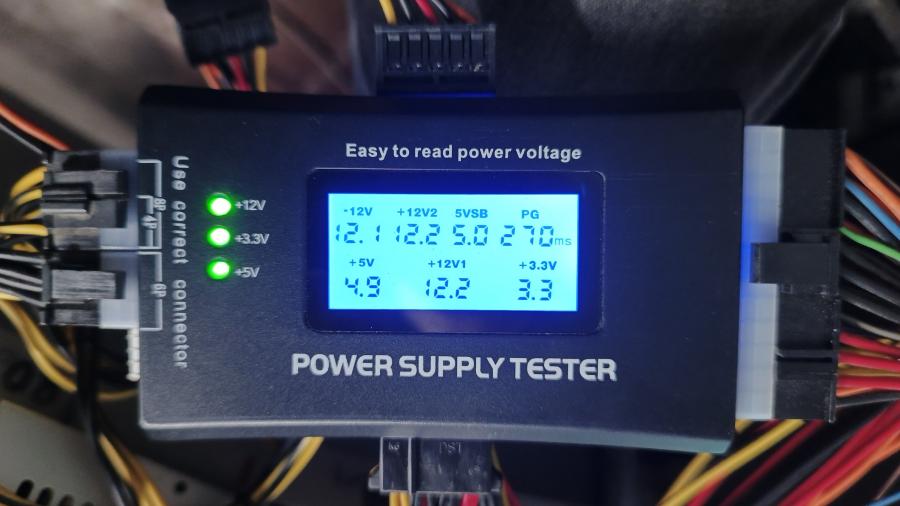 Easy to read power voltage
-12V +12V2 5VSB PG
12.1 12.2 5.0 270ms
+5V +12V1 +3.3V
4.9 12.2 3.3
+12V
+3.3V
+5V
Use correct connector
8P
4P
6P
POWER SUPPLY TESTER